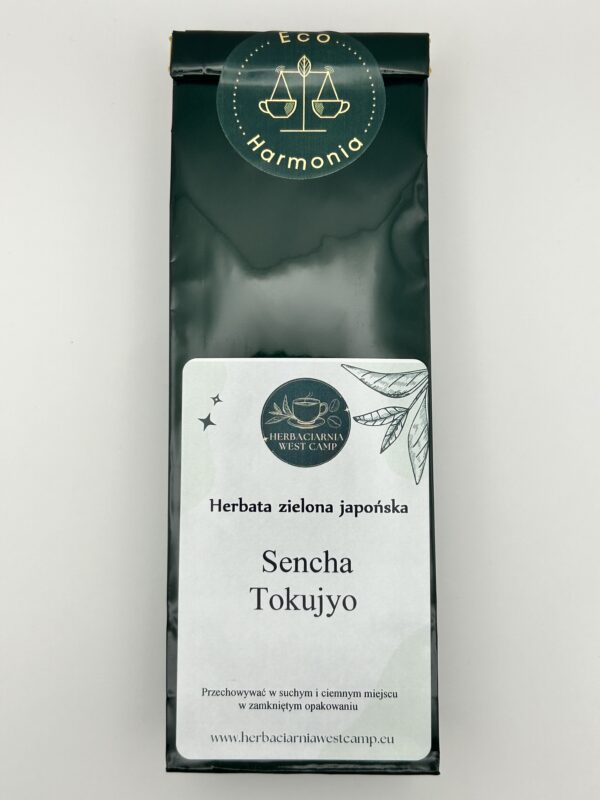 Eco
Harmonia
HERBACIARNIA
WEST CAMP
Herbata zielona japońska
Sencha
Tokujyo
Przechowywać w suchym i ciemnym miejscu
w zamkniętym opakowaniu
www.herbaciarniawestcamp.eu